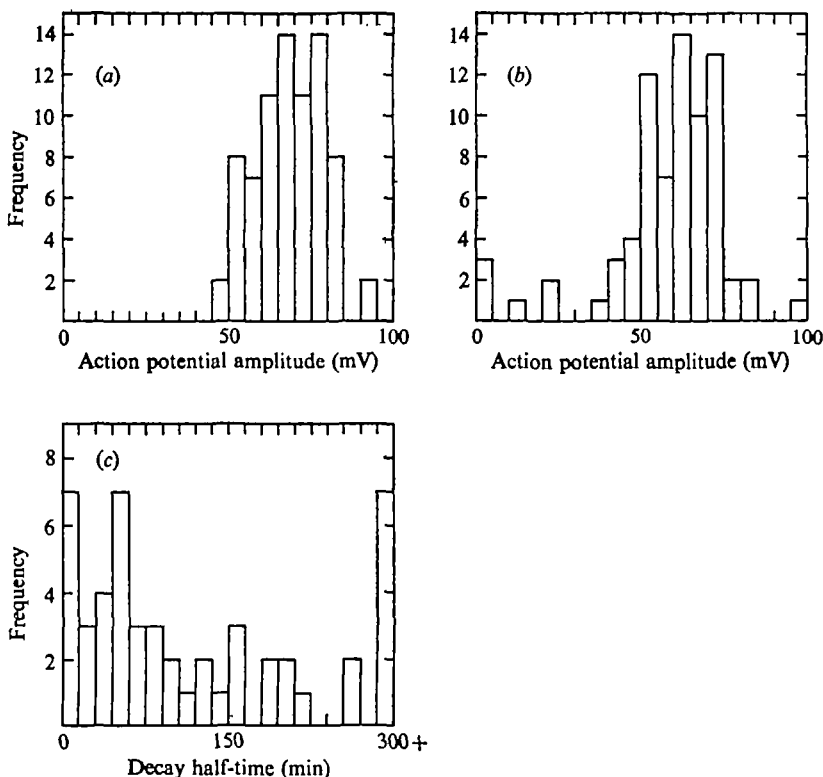 14
12
10
8
6
4
2
(a)
Frequency
0 50 100
Action potential amplitude (mV)
14
12
10
8
6
4
2
(b)
0 50 100
Action potential amplitude (mV)
8
6
4
2
(c)
Frequency
0 150 300+
Decay half-time (min)